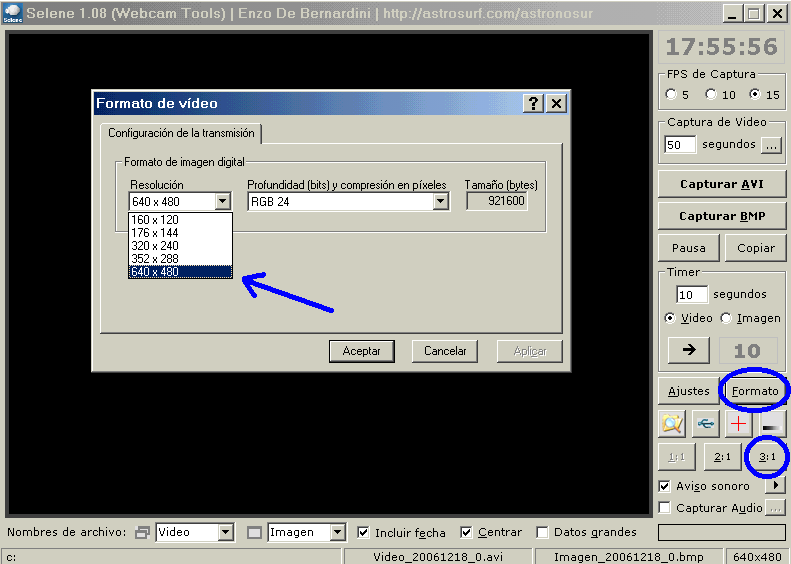 Selene 1.08 (Webcam Tools) | Enzo De Bernardini | http://astrosurf.com/astronosur
17:55:56
FPS de Captura
5 10 15
Captura de Video
50 segundos ...
Capturar AVI
Capturar BMP
Pausa Copiar
Timer
10 segundos
Video Imagen
10
Ajustes Formato
1:1 2:1 3:1
Aviso sonoro
Capturar Audio ...
Formato de vídeo
Configuración de la transmisión
Formato de imagen digital
Resolución Profundidad (bits) y compresión en píxeles Tamaño (bytes)
640 x 480 RGB 24 921600
160 x 120
176 x 144
320 x 240
352 x 288
640 x 480
Aceptar Cancelar Aplicar
Nombres de archivo: Video Imagen Incluir fecha Centrar Datos grandes
c: Video_20061218_0.avi Imagen_20061218_0.bmp 640x480
Selene